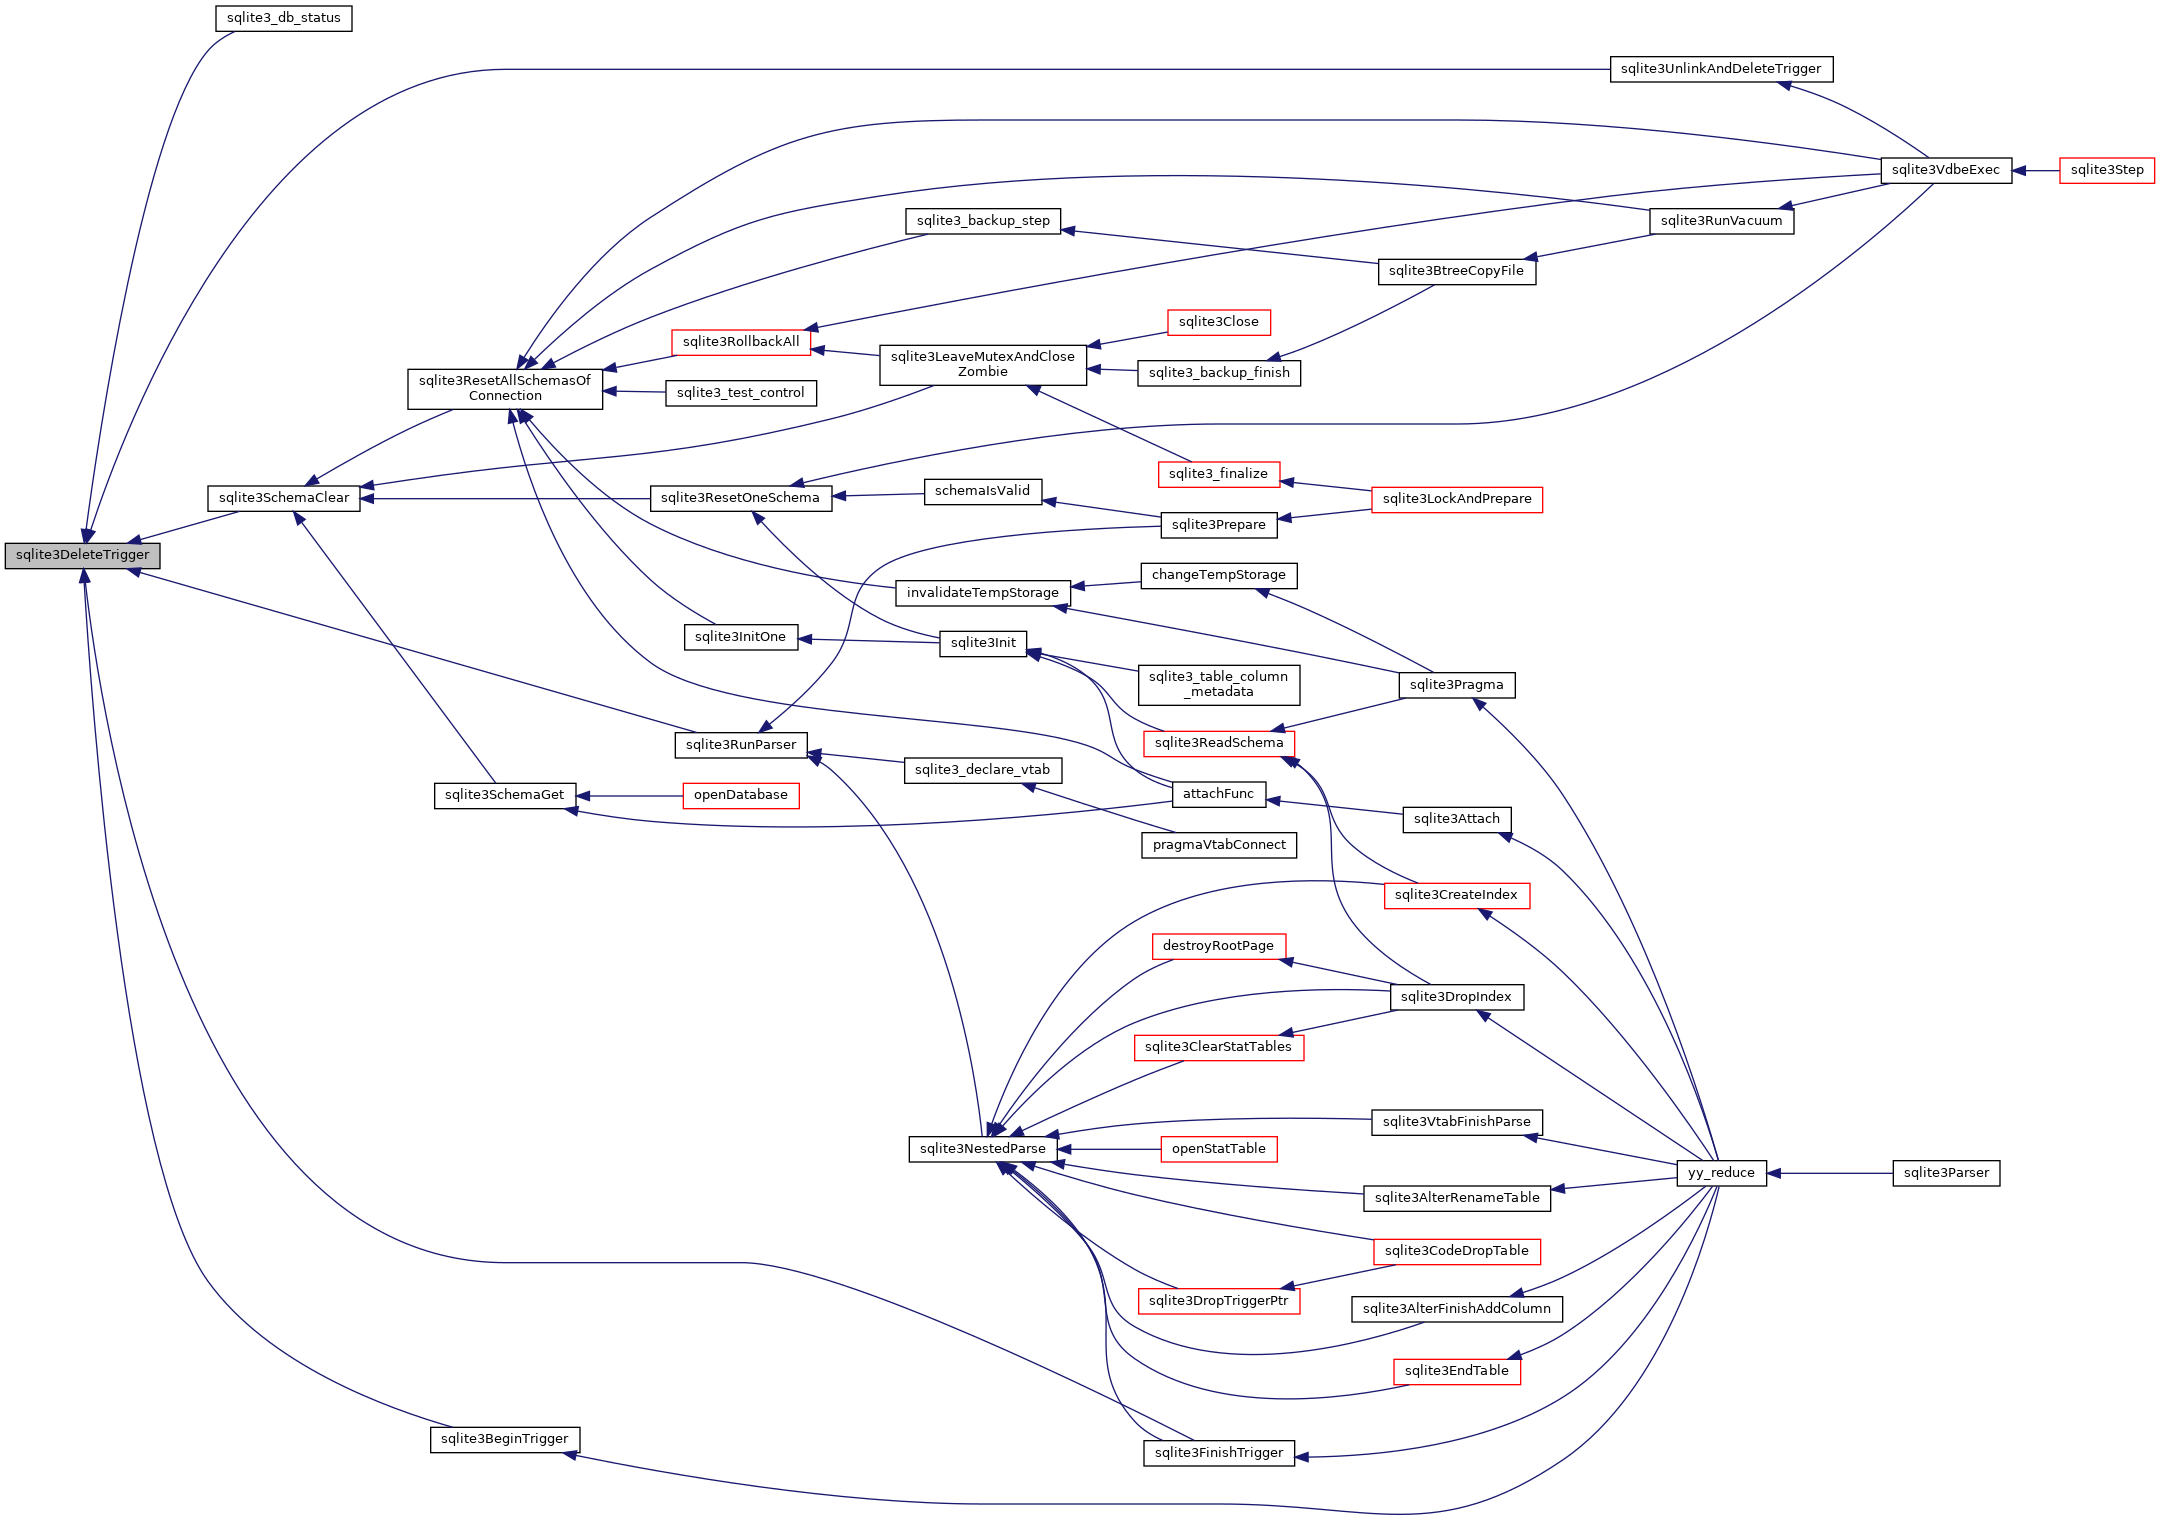 sqlite3_db_status
sqlite3UnlinkAndDeleteTrigger
sqlite3VdbeExec
sqlite3Step
sqlite3_backup_step
sqlite3RunVacuum
sqlite3BtreeCopyFile
sqlite3Close
sqlite3RollbackAll
sqlite3LeaveMutexAndClose
Zombie
sqlite3_backup_finish
sqlite3ResetAllSchemasOf
Connection
sqlite3_test_control
sqlite3_finalize
sqlite3SchemaClear
sqlite3ResetOneSchema
schemaIsValid
sqlite3LockAndPrepare
sqlite3Prepare
sqlite3DeleteTrigger
changeTempStorage
invalidateTempStorage
sqlite3InitOne
sqlite3Init
sqlite3_table_column
_metadata
sqlite3Pragma
sqlite3RunParser
sqlite3ReadSchema
sqlite3_declare_vtab
sqlite3SchemaGet
openDatabase
attachFunc
sqlite3Attach
pragmaVtabConnect
sqlite3CreateIndex
destroyRootPage
sqlite3DropIndex
sqlite3ClearStatTables
sqlite3VtabFinishParse
sqlite3NestedParse
openStatTable
yy_reduce
sqlite3Parser
sqlite3AlterRenameTable
sqlite3CodeDropTable
sqlite3DropTriggerPtr
sqlite3AlterFinishAddColumn
sqlite3EndTable
sqlite3BeginTrigger
sqlite3FinishTrigger